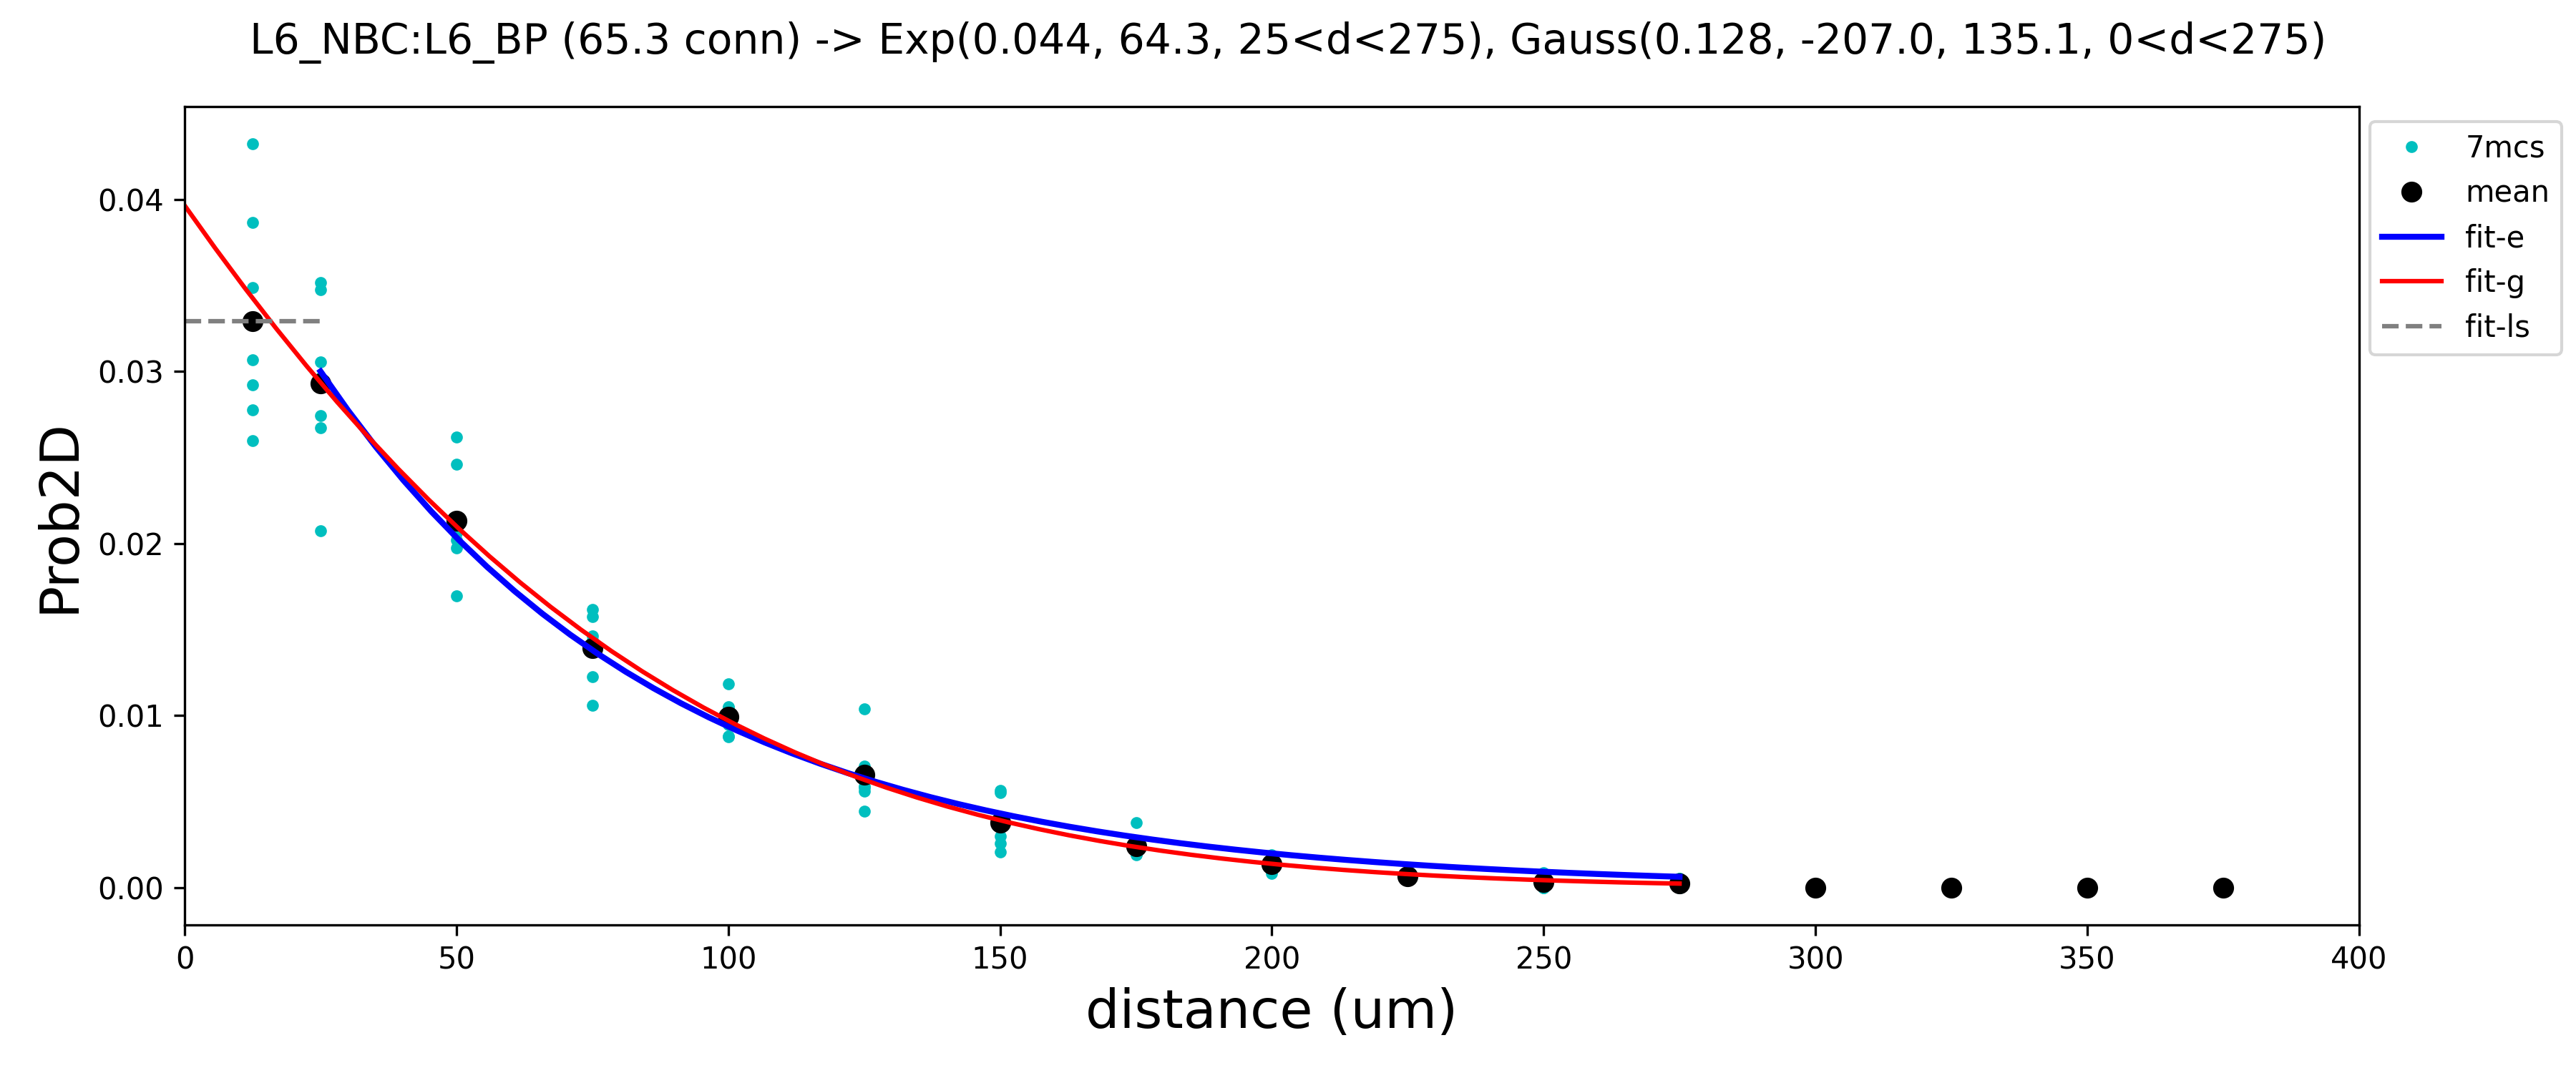 L6_NBC:L6_BP (65.3 conn) -> Exp(0.044, 64.3, 25<d<275), Gauss(0.128, -207.0, 135.1, 0<d<275)
7mcs
mean
fit-e
fit-g
fit-ls
Prob2D
0.04
0.03
0.02
0.01
0.00
0 50 100 150 200 250 300 350 400
distance (um)